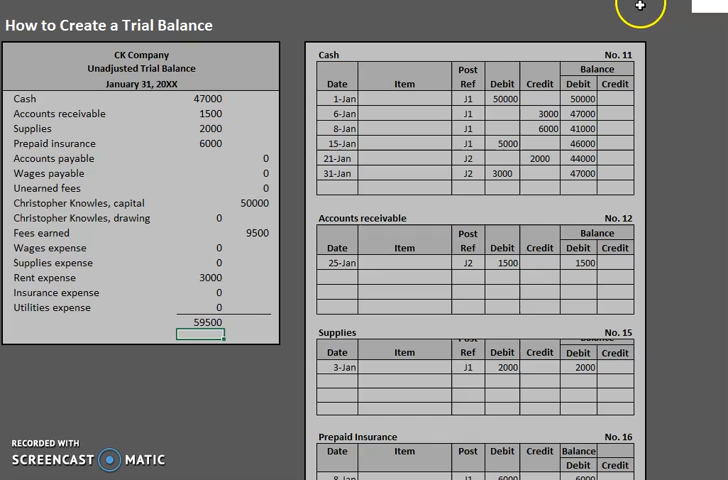 How to Create a Trial Balance
CK Company
Unadjusted Trial Balance
January 31, 20XX
Cash 47000
Accounts receivable 1500
Supplies 2000
Prepaid insurance 6000
Accounts payable 0
Wages payable 0
Unearned fees 0
Christopher Knowles, capital 50000
Christopher Knowles, drawing 0
Fees earned 9500
Wages expense 0
Supplies expense 0
Rent expense 3000
Insurance expense 0
Utilities expense 0
59500
RECORDED WITH
SCREENCAST MATIC
Cash No. 11
Post Balance
Date Item Ref Debit Credit Debit Credit
1-Jan J1 50000 50000
6-Jan J1 3000 47000
8-Jan J1 6000 41000
15-Jan J1 5000 46000
21-Jan J2 2000 44000
31-Jan J2 3000 47000
Accounts receivable No. 12
Post Balance
Date Item Ref Debit Credit Debit Credit
25-Jan J2 1500 1500
Supplies No. 15
Post Balance
Date Item Ref Debit Credit Debit Credit
3-Jan J1 2000 2000
Prepaid Insurance No. 16
Date Item Post Debit Credit Balance
Debit Credit
8-Jan J1 6000 6000